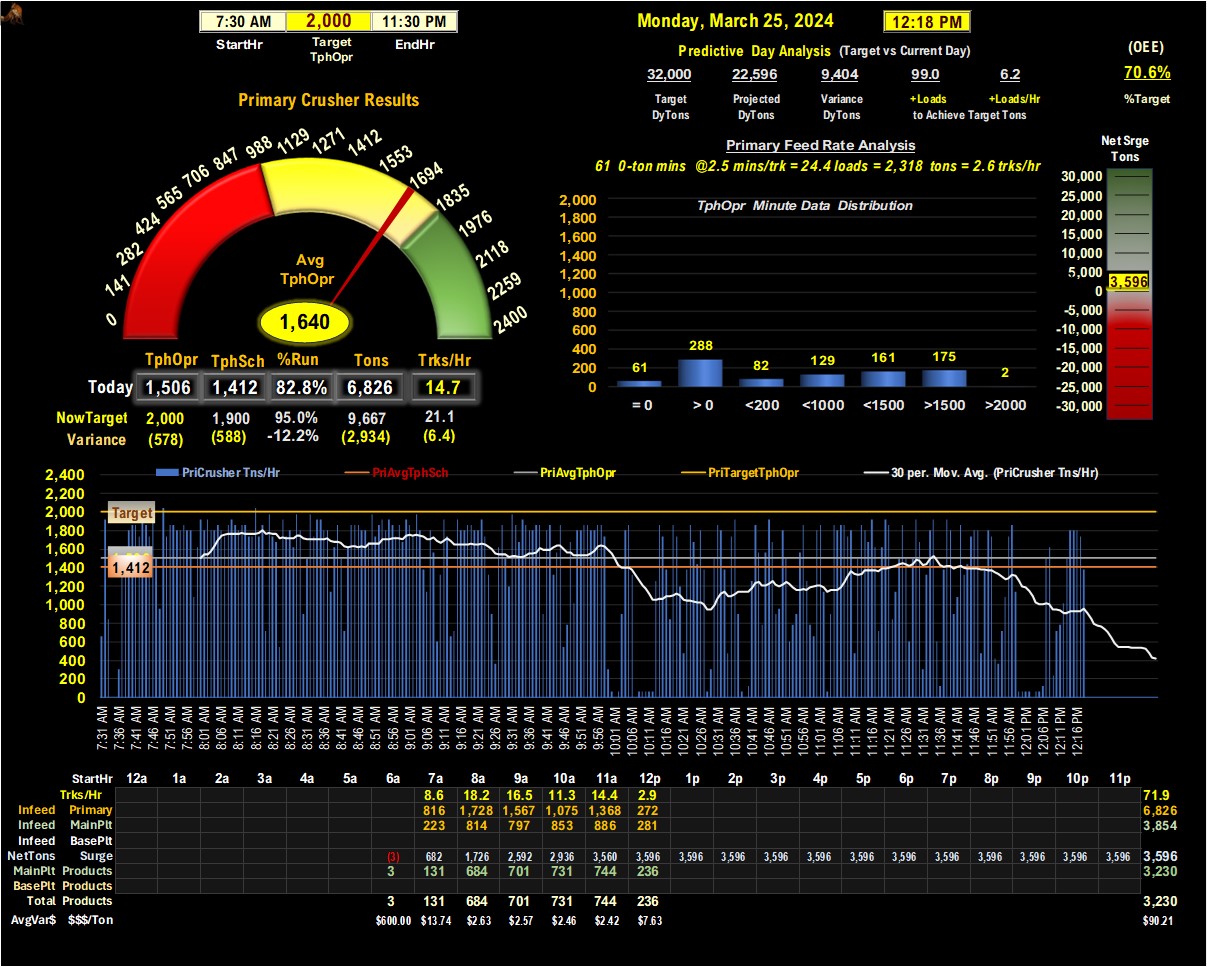 7:30 AM 2,000 11:30 PM
StartHr Target TphOpr EndHr
Monday, March 25, 2024 12:18 PM
Predictive Day Analysis (Target vs Current Day)
32,000 22,596 9,404 99.0 6.2
Target DyTons Projected DyTons Variance DyTons +Loads +Loads/Hr
to Achieve Target Tons
(OEE)
70.6%
%Target
Primary Crusher Results
0 141 282 424 565 706 847 988 1129 1271 1412 1553 1694 1835 1976 2118 2259 2400
Avg
TphOpr
1,640
TphOpr TphSch %Run Tons Trks/Hr
Today 1,506 1,412 82.8% 6,826 14.7
NowTarget 2,000 1,900 95.0% 9,667 21.1
Variance (578) (588) -12.2% (2,934) (6.4)
Primary Feed Rate Analysis
61 0-ton mins @2.5 mins/trk = 24.4 loads = 2,318 tons = 2.6 trks/hr
TphOpr Minute Data Distribution
2,000
1,800
1,600
1,400
1,200
1,000
800
600
400
200
0
61 288 82 129 161 175 2
= 0 > 0 <200 <1000 <1500 >1500 >2000
Net Srge
Tons
30,000
25,000
20,000
15,000
10,000
5,000
3,596
0
-5,000
-10,000
-15,000
-20,000
-25,000
-30,000
PriCrusher Tns/Hr PriAvgTphSch PriAvgTphOpr PriTargetTphOpr 30 per. Mov. Avg. (PriCrusher Tns/Hr)
2,400
2,200
2,000
1,800
1,600
1,400
1,200
1,000
800
600
400
200
0
Target
1,412
7:31 AM 7:36 AM 7:41 AM 7:46 AM 7:51 AM 7:56 AM 8:01 AM 8:06 AM 8:11 AM 8:16 AM 8:21 AM 8:26 AM 8:31 AM 8:36 AM 8:41 AM 8:46 AM 8:51 AM 8:56 AM 9:01 AM 9:06 AM 9:11 AM 9:16 AM 9:21 AM 9:26 AM 9:31 AM 9:36 AM 9:41 AM 9:46 AM 9:51 AM 9:56 AM 10:01 AM 10:06 AM 10:11 AM 10:16 AM 10:21 AM 10:26 AM 10:31 AM 10:36 AM 10:41 AM 10:46 AM 10:51 AM 10:56 AM 11:01 AM 11:06 AM 11:11 AM 11:16 AM 11:21 AM 11:26 AM 11:31 AM 11:36 AM 11:41 AM 11:46 AM 11:51 AM 11:56 AM 12:01 PM 12:06 PM 12:11 PM 12:16 PM
StartHr 12a 1a 2a 3a 4a 5a 6a 7a 8a 9a 10a 11a 12p 1p 2p 3p 4p 5p 6p 7p 8p 9p 10p 11p
Trks/Hr 8.6 18.2 16.5 11.3 14.4 2.9 71.9
Infeed Primary 816 1,728 1,567 1,075 1,368 272 6,826
Infeed MainPlt 223 814 797 853 886 281 3,854
Infeed BasePlt
NetTons Surge (3) 682 1,726 2,592 2,936 3,560 3,596 3,596 3,596 3,596 3,596 3,596 3,596 3,596 3,596 3,596 3,596 3,596 3,596
MainPlt Products 3 131 684 701 731 744 236 3,230
BasePlt Products
Total Products 3 131 684 701 731 744 236 3,230
AvgVar$ $$$/Ton $600.00 $13.74 $2.63 $2.57 $2.46 $2.42 $7.63 $90.21